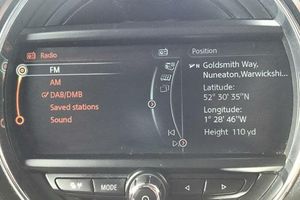 Radio
FM
AM
DAB/DMB
Saved stations
Sound
Position
N Goldsmith Way,
Nuneaton,Warwickshi...
Latitude:
52° 30' 35"N
Longitude:
1° 28' 46"W
Height 110 yd
MODE